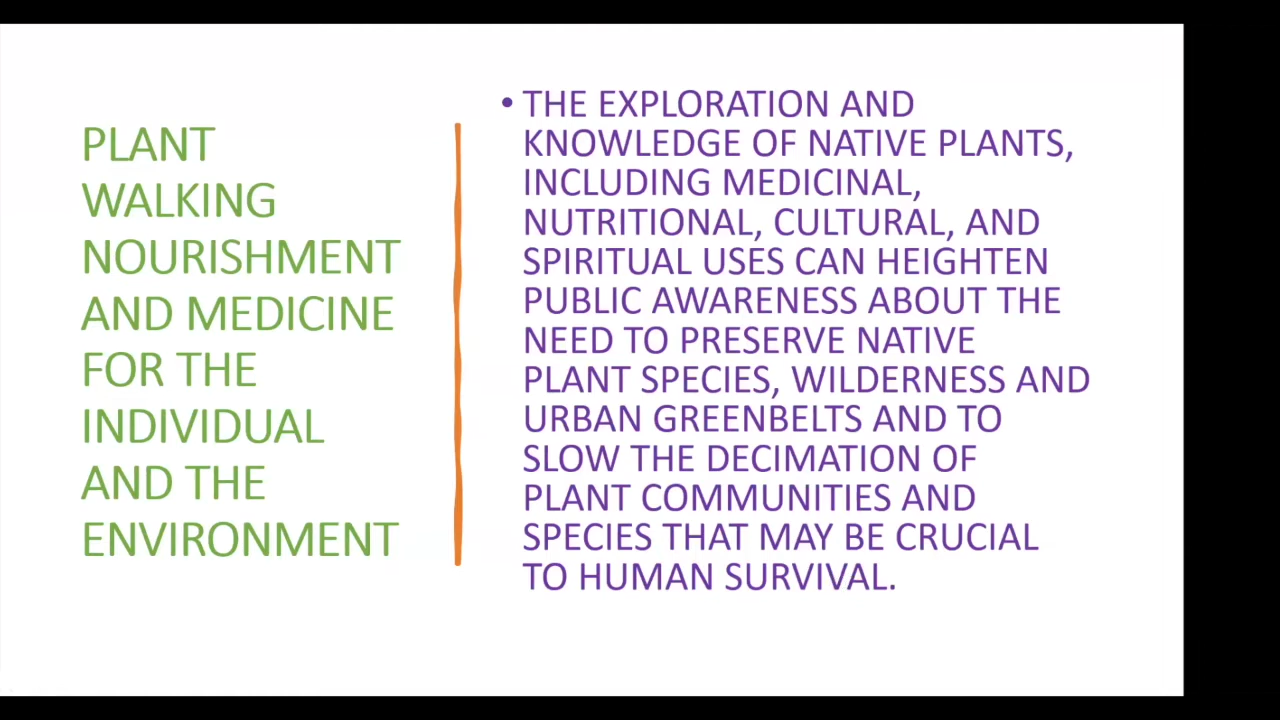 PLANT
WALKING
NOURISHMENT
AND MEDICINE
FOR THE
INDIVIDUAL
AND THE
ENVIRONMENT
• THE EXPLORATION AND
KNOWLEDGE OF NATIVE PLANTS,
INCLUDING MEDICINAL,
NUTRITIONAL, CULTURAL, AND
SPIRITUAL USES CAN HEIGHTEN
PUBLIC AWARENESS ABOUT THE
NEED TO PRESERVE NATIVE
PLANT SPECIES, WILDERNESS AND
URBAN GREENBELTS AND TO
SLOW THE DECIMATION OF
PLANT COMMUNITIES AND
SPECIES THAT MAY BE CRUCIAL
TO HUMAN SURVIVAL.